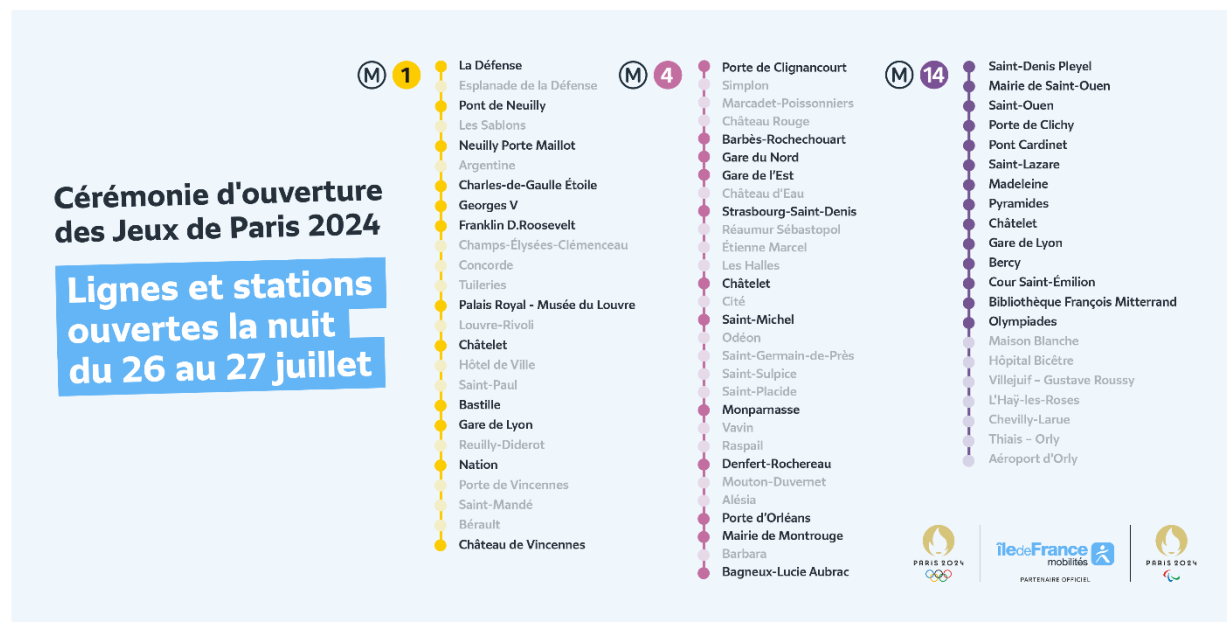 Cérémonie d'ouverture
des Jeux de Paris 2024
Lignes et stations
ouvertes la nuit
du 26 au 27 juillet
M 1
La Défense
Esplanade de la Défense
Pont de Neuilly
Les Sablons
Neuilly Porte Maillot
Argentine
Charles-de-Gaulle Étoile
Georges V
Franklin D.Roosevelt
Champs-Élysées-Clémenceau
Concorde
Tuileries
Palais Royal - Musée du Louvre
Louvre-Rivoli
Châtelet
Hôtel de Ville
Saint-Paul
Bastille
Gare de Lyon
Reuilly-Diderot
Nation
Porte de Vincennes
Saint-Mandé
Bérault
Château de Vincennes
M 4
Porte de Clignancourt
Simplon
Marcadet-Poissonniers
Château Rouge
Barbès-Rochechouart
Gare du Nord
Gare de l'Est
Château d'Eau
Strasbourg-Saint-Denis
Réaumur Sébastopol
Étienne Marcel
Les Halles
Châtelet
Cité
Saint-Michel
Odéon
Saint-Germain-de-Près
Saint-Sulpice
Saint-Placide
Monparnasse
Vavin
Raspail
Denfert-Rochereau
Mouton-Duvernet
Alésia
Porte d'Orléans
Mairie de Montrouge
Barbara
Bagneux-Lucie Aubrac
M 14
Saint-Denis Pleyel
Mairie de Saint-Ouen
Saint-Ouen
Porte de Clichy
Pont Cardinet
Saint-Lazare
Madeleine
Pyramides
Châtelet
Gare de Lyon
Bercy
Cour Saint-Émilion
Bibliothèque François Mitterrand
Olympiades
Maison Blanche
Hôpital Bicêtre
Villejuif – Gustave Roussy
L'Haÿ-les-Roses
Chevilly-Larue
Thiais – Orly
Aéroport d'Orly
PARIS 2024
îledeFrance
mobilités
PARTENAIRE OFFICIEL
PARIS 2024